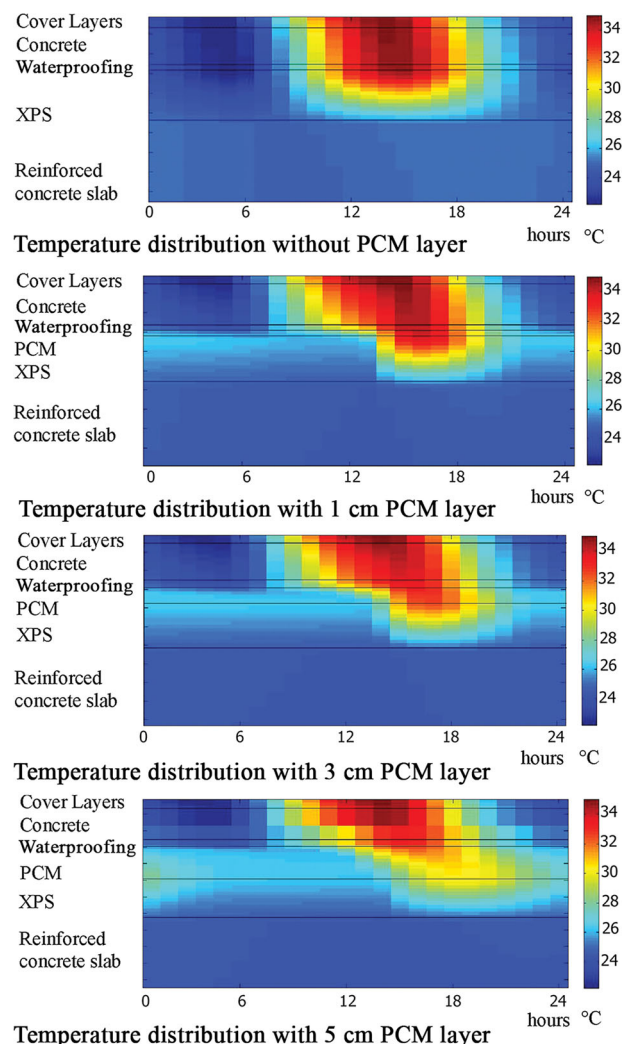 Cover Layers
Concrete
Waterproofing
XPS
Reinforced
concrete slab
34
32
30
28
26
24
0 6 12 18 24
hours °C
Temperature distribution without PCM layer
Cover Layers
Concrete
Waterproofing
PCM
XPS
Reinforced
concrete slab
34
32
30
28
26
24
0 6 12 18 24
hours °C
Temperature distribution with 1 cm PCM layer
Cover Layers
Concrete
Waterproofing
PCM
XPS
Reinforced
concrete slab
34
32
30
28
26
24
0 6 12 18 24
hours °C
Temperature distribution with 3 cm PCM layer
Cover Layers
Concrete
Waterproofing
PCM
XPS
Reinforced
concrete slab
34
32
30
28
26
24
0 6 12 18 24
hours °C
Temperature distribution with 5 cm PCM layer